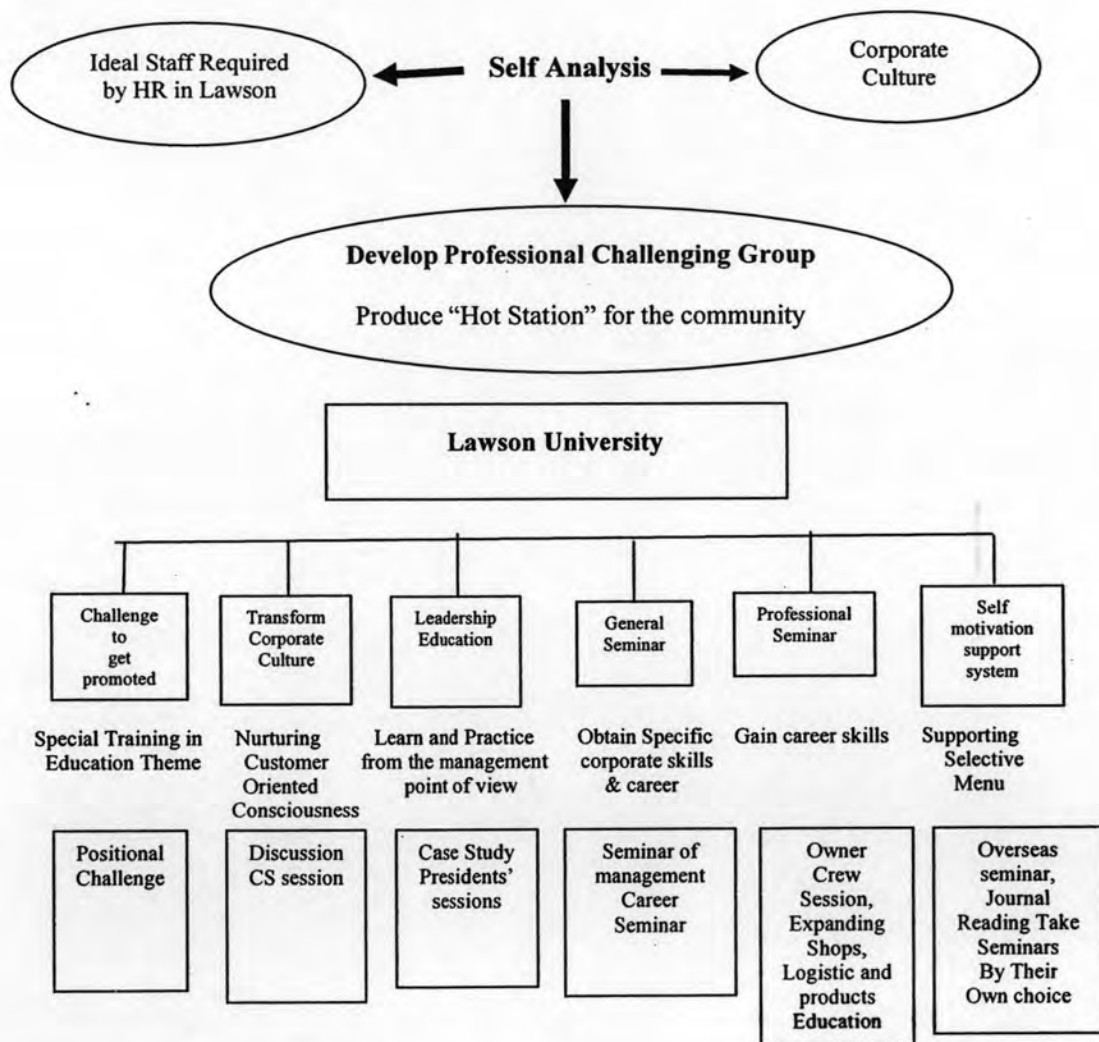 Ideal Staff Required
by HR in Lawson
Self Analysis
Corporate
Culture
Develop Professional Challenging Group
Produce “Hot Station” for the community
Lawson University
Challenge
to
get
promoted
Transform
Corporate
Culture
Leadership
Education
General
Seminar
Professional
Seminar
Self
motivation
support
system
Special Training in
Education Theme
Nurturing
Customer
Oriented
Consciousness
Learn and Practice
from the management
point of view
Obtain Specific
corporate skills
& career
Gain career skills
Supporting
Selective
Menu
Positional
Challenge
Discussion
CS session
Case Study
Presidents’
sessions
Seminar of
management
Career
Seminar
Owner
Crew
Session,
Expanding
Shops,
Logistic and
products
Education
Overseas
seminar,
Journal
Reading Take
Seminars
By Their
Own choice